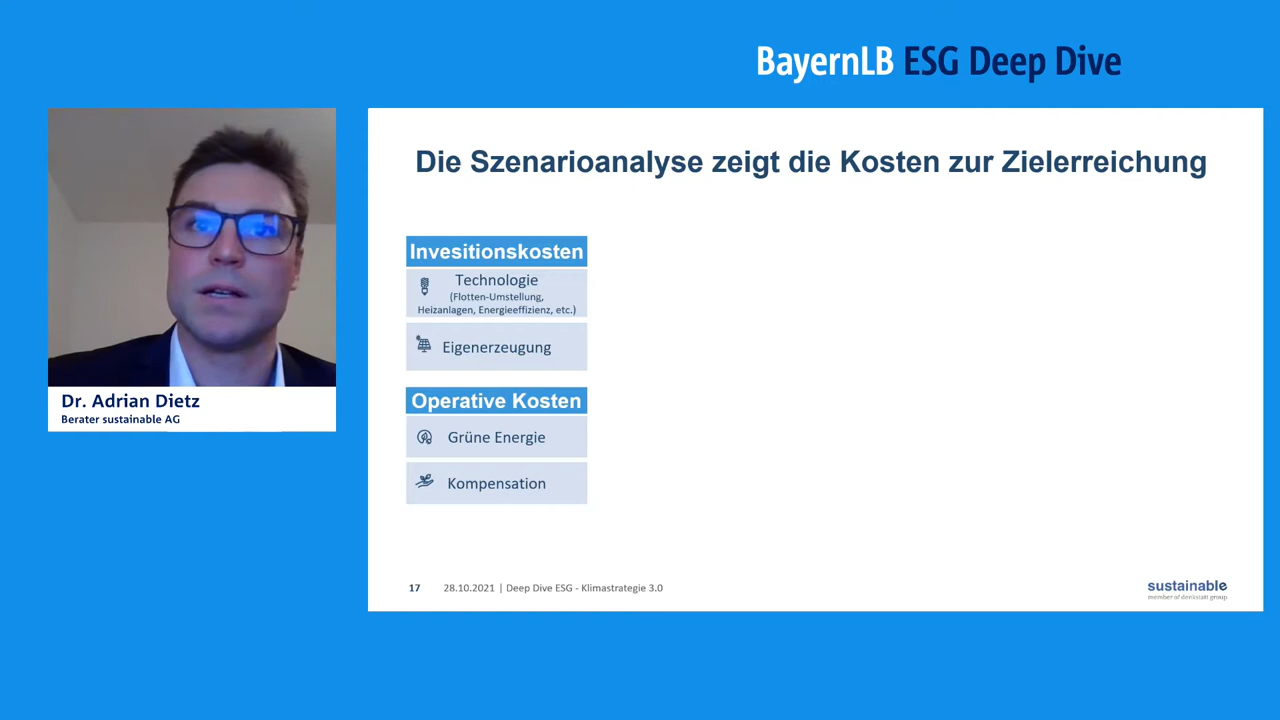 BayernLB ESG Deep Dive
Die Szenarioanalyse zeigt die Kosten zur Zielerreichung
Invesitionskosten
Technologie
(Flotten-Umstellung,
Heizanlagen, Energieeffizienz, etc.)
Eigenerzeugung
Operative Kosten
Grüne Energie
Kompensation
Dr. Adrian Dietz
Berater sustainable AG
17 28.10.2021 | Deep Dive ESG - Klimastrategie 3.0
sustainable
member of denkstatt group